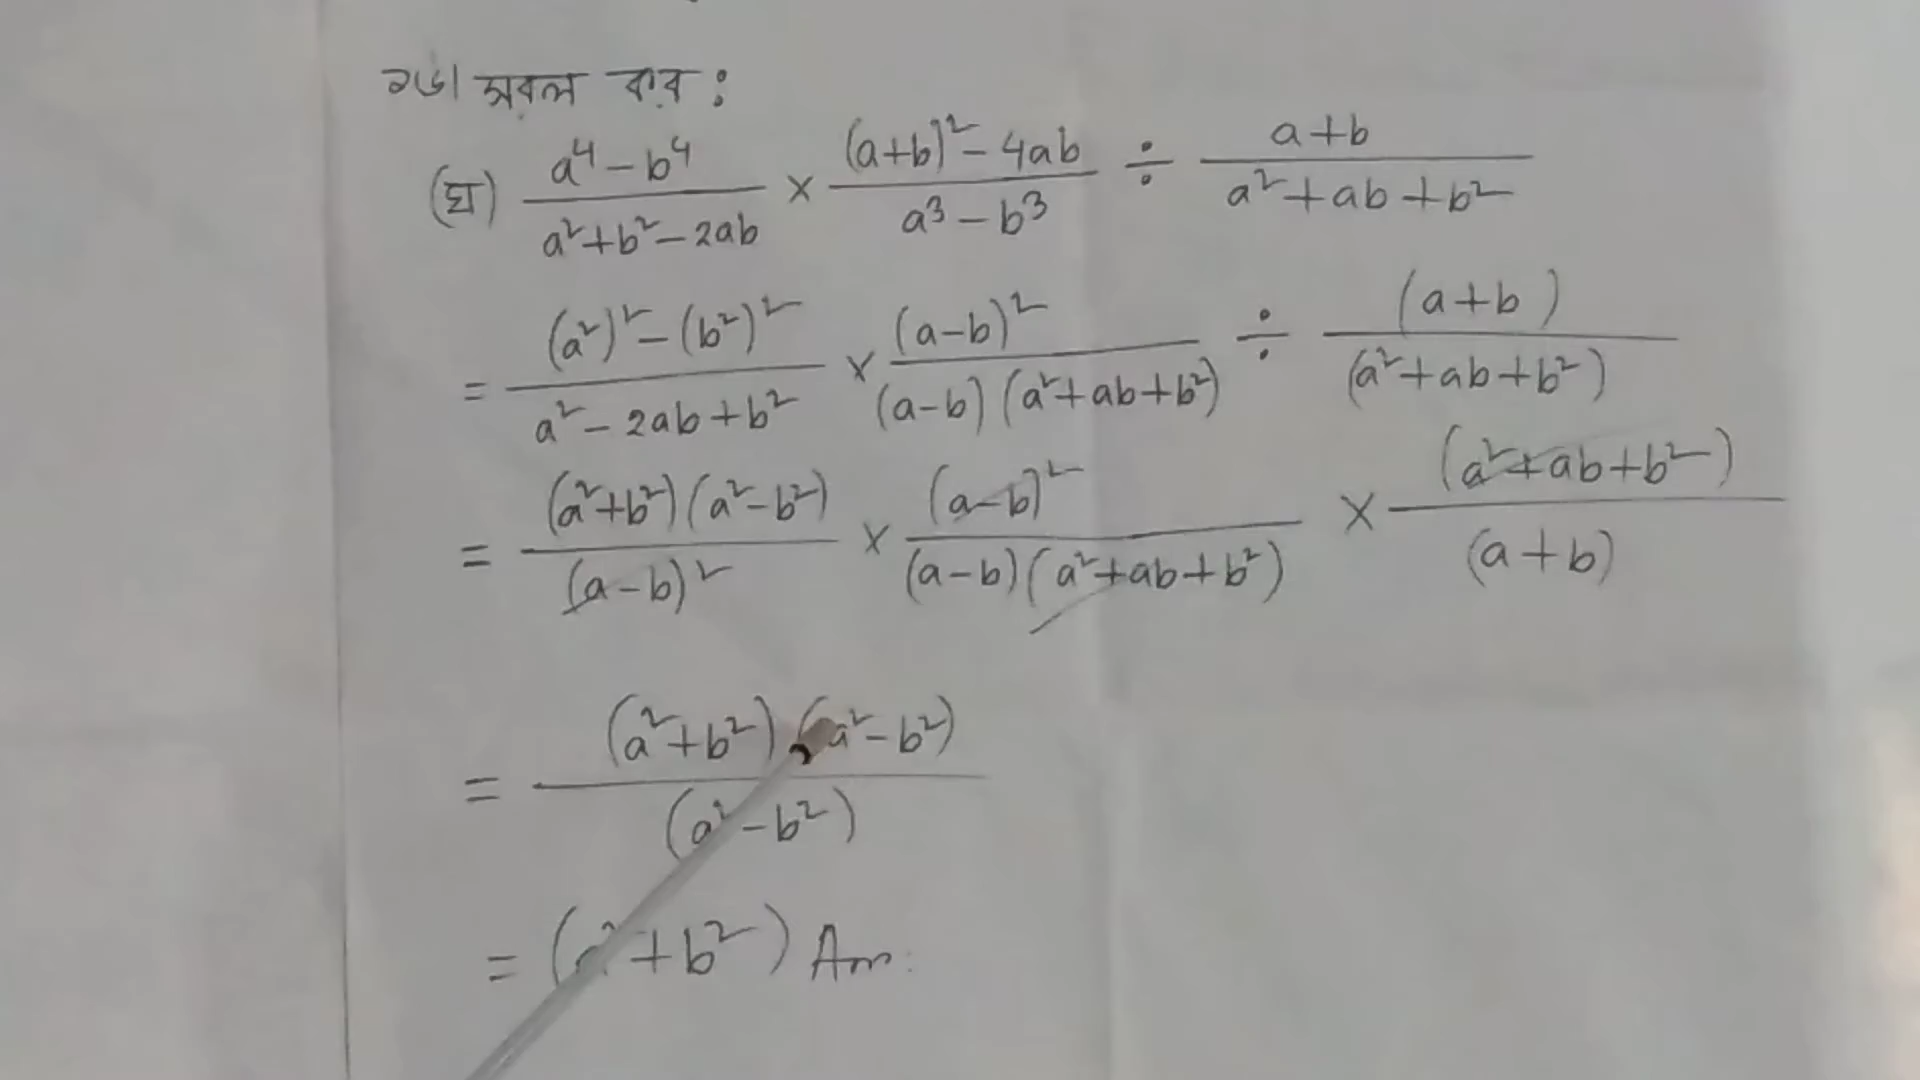 ১৬। সরল কর :
(ঘ) (a⁴ - b⁴)/(a² + b² - 2ab) × ((a+b)² - 4ab)/(a³ - b³) ÷ (a+b)/(a² + ab + b²)
= ((a²)² - (b²)²)/(a² - 2ab + b²) × (a-b)²/((a-b)(a² + ab + b²)) ÷ (a+b)/(a² + ab + b²)
= ((a² + b²)(a² - b²))/(a-b)² × (a-b)²/((a-b)(a² + ab + b²)) × (a² + ab + b²)/(a+b)
= ((a² + b²)(a² - b²))/(a² - b²)
= (a² + b²) Ans: